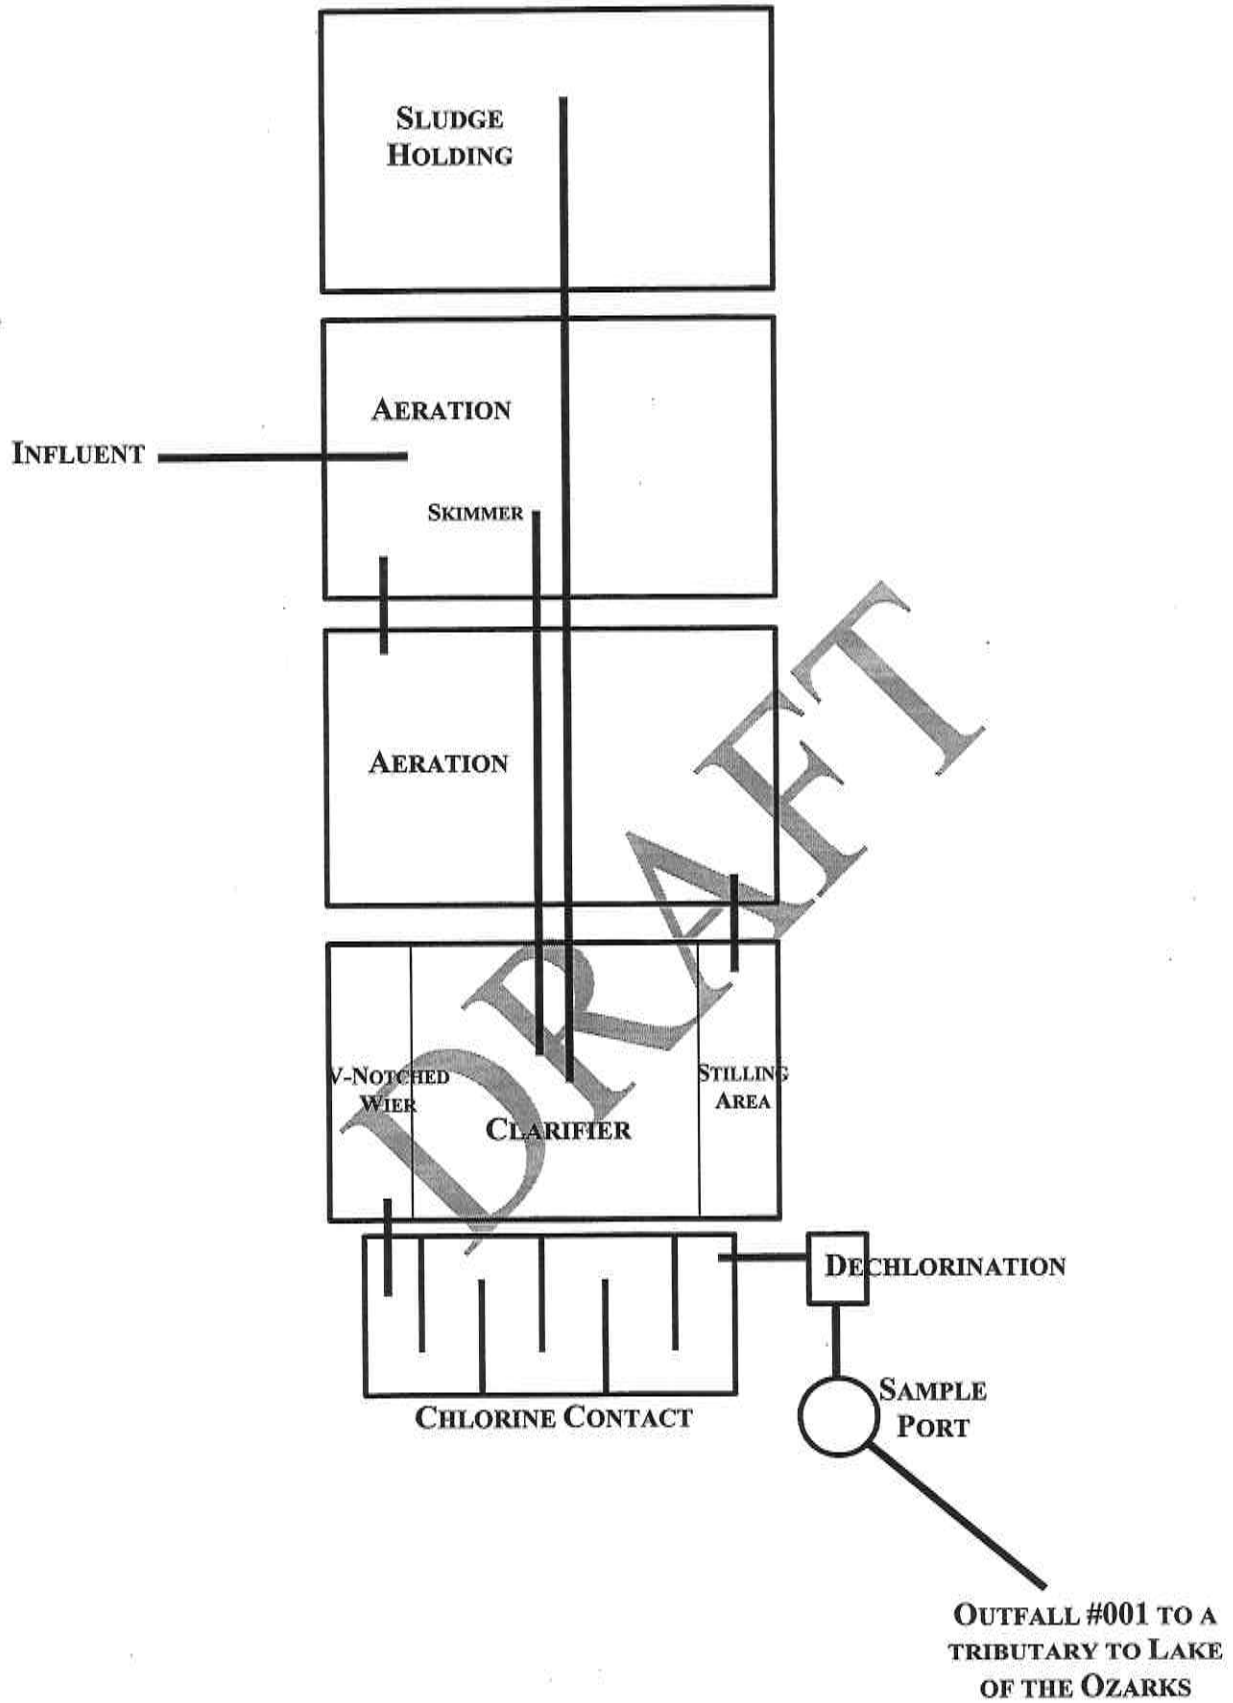 SLUDGE
HOLDING
AERATION
INFLUENT
SKIMMER
AERATION
DRAFT
V-NOTCHED
WIER
STILLING
AREA
CLARIFIER
DECHLORINATION
SAMPLE
PORT
CHLORINE CONTACT
OUTFALL #001 TO A
TRIBUTARY TO LAKE
OF THE OZARKS